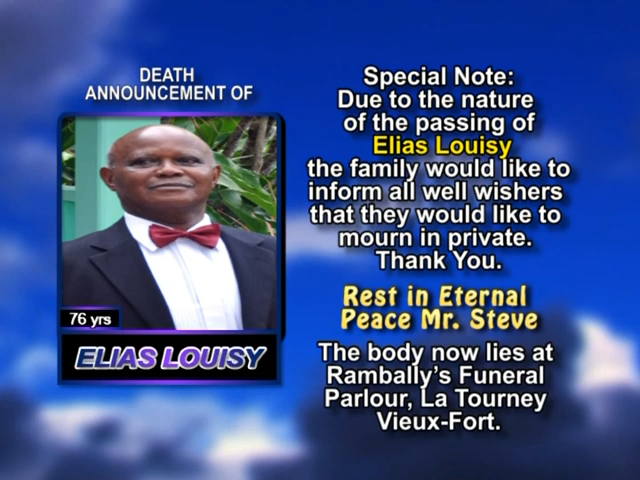 DEATH
ANNOUNCEMENT OF
76 yrs
ELIAS LOUISY
Special Note:
Due to the nature
of the passing of
Elias Louisy
the family would like to
inform all well wishers
that they would like to
mourn in private.
Thank You.
Rest in Eternal
Peace Mr. Steve
The body now lies at
Rambally's Funeral
Parlour, La Tourney
Vieux-Fort.